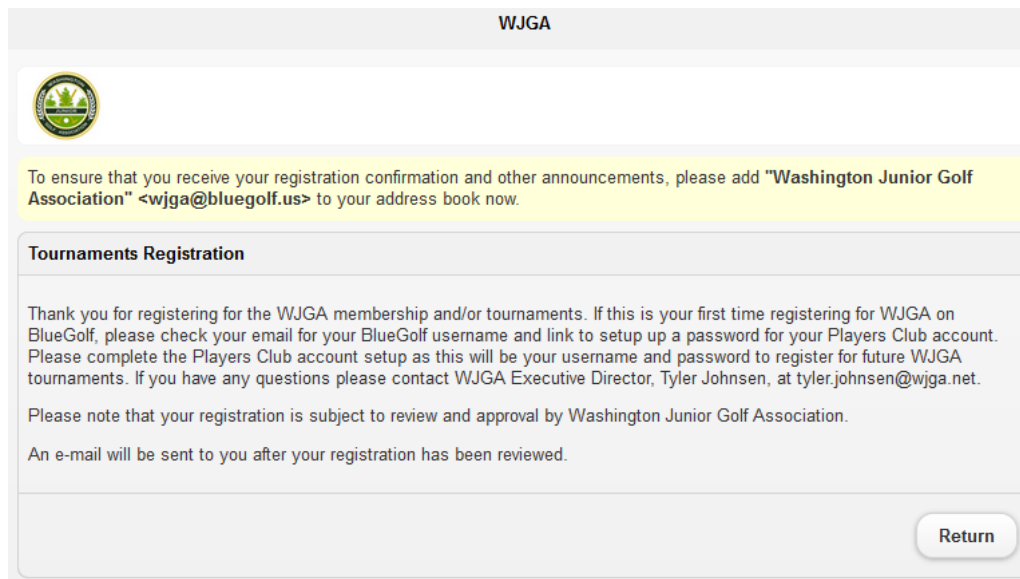 WJGA
WASHINGTON
JUNIOR
GOLF ASSOCIATION
To ensure that you receive your registration confirmation and other announcements, please add "Washington Junior Golf
Association" <wjga@bluegolf.us> to your address book now.
Tournaments Registration
Thank you for registering for the WJGA membership and/or tournaments. If this is your first time registering for WJGA on
BlueGolf, please check your email for your BlueGolf username and link to setup up a password for your Players Club account.
Please complete the Players Club account setup as this will be your username and password to register for future WJGA
tournaments. If you have any questions please contact WJGA Executive Director, Tyler Johnsen, at tyler.johnsen@wjga.net.
Please note that your registration is subject to review and approval by Washington Junior Golf Association.
An e-mail will be sent to you after your registration has been reviewed.
Return